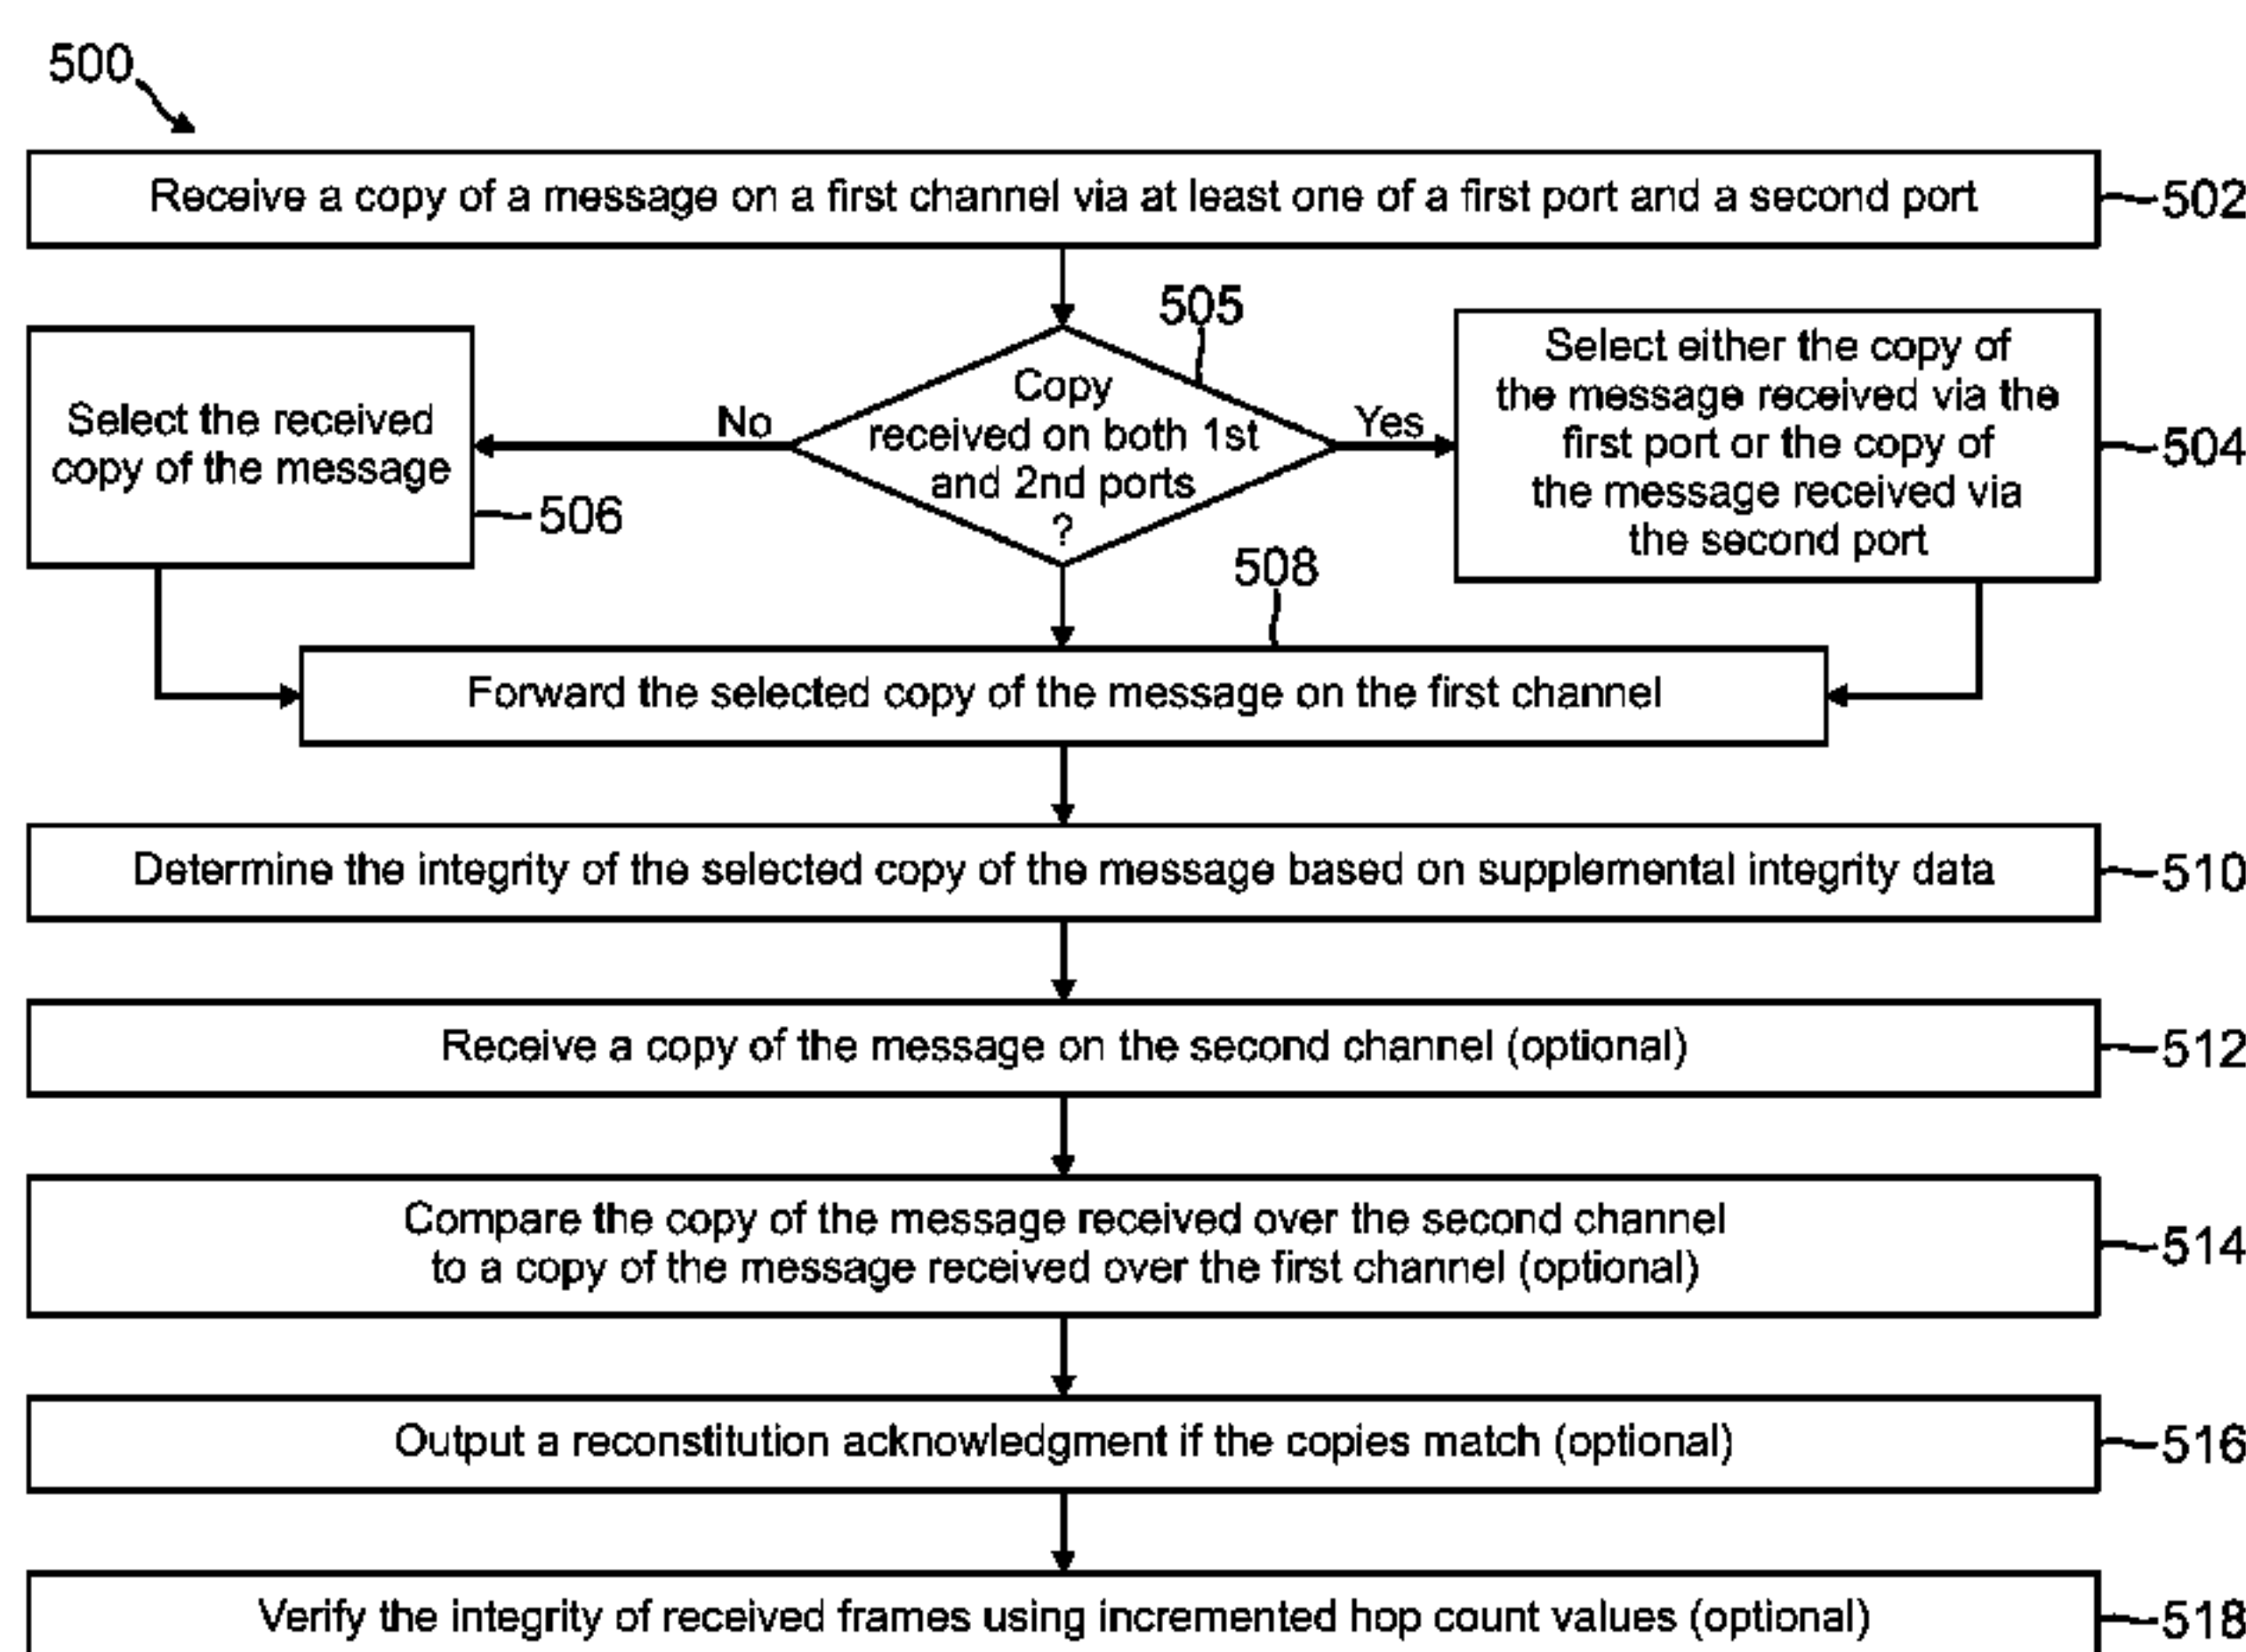 500
Receive a copy of a message on a first channel via at least one of a first port and a second port
502
505
Select the received
copy of the message
506
No
Copy
received on both 1st
and 2nd ports
?
Yes
Select either the copy of
the message received via the
first port or the copy of
the message received via
the second port
504
508
Forward the selected copy of the message on the first channel
Determine the integrity of the selected copy of the message based on supplemental integrity data
510
Receive a copy of the message on the second channel (optional)
512
Compare the copy of the message received over the second channel
to a copy of the message received over the first channel (optional)
514
Output a reconstitution acknowledgment if the copies match (optional)
516
Verify the integrity of received frames using incremented hop count values (optional)
518